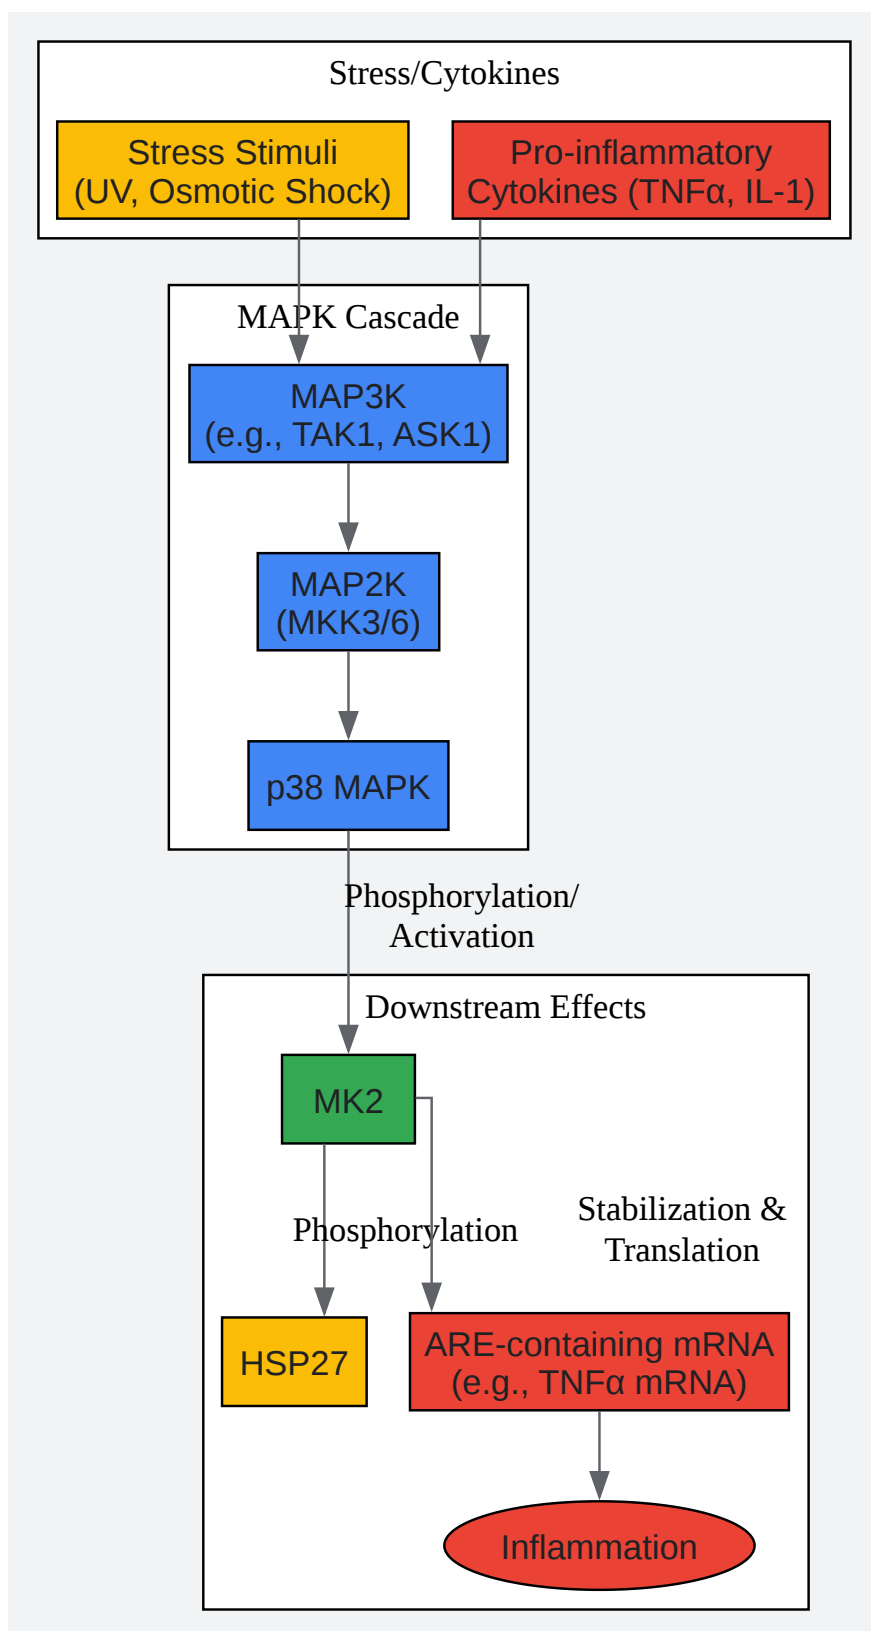 Stress/Cytokines
Stress Stimuli
(UV, Osmotic Shock)
Pro-inflammatory
Cytokines (TNFα, IL-1)
MAPK Cascade
MAP3K
(e.g., TAK1, ASK1)
MAP2K
(MKK3/6)
p38 MAPK
Phosphorylation/
Activation
Downstream Effects
MK2
Phosphorylation
Stabilization &
Translation
HSP27
ARE-containing mRNA
(e.g., TNFα mRNA)
Inflammation